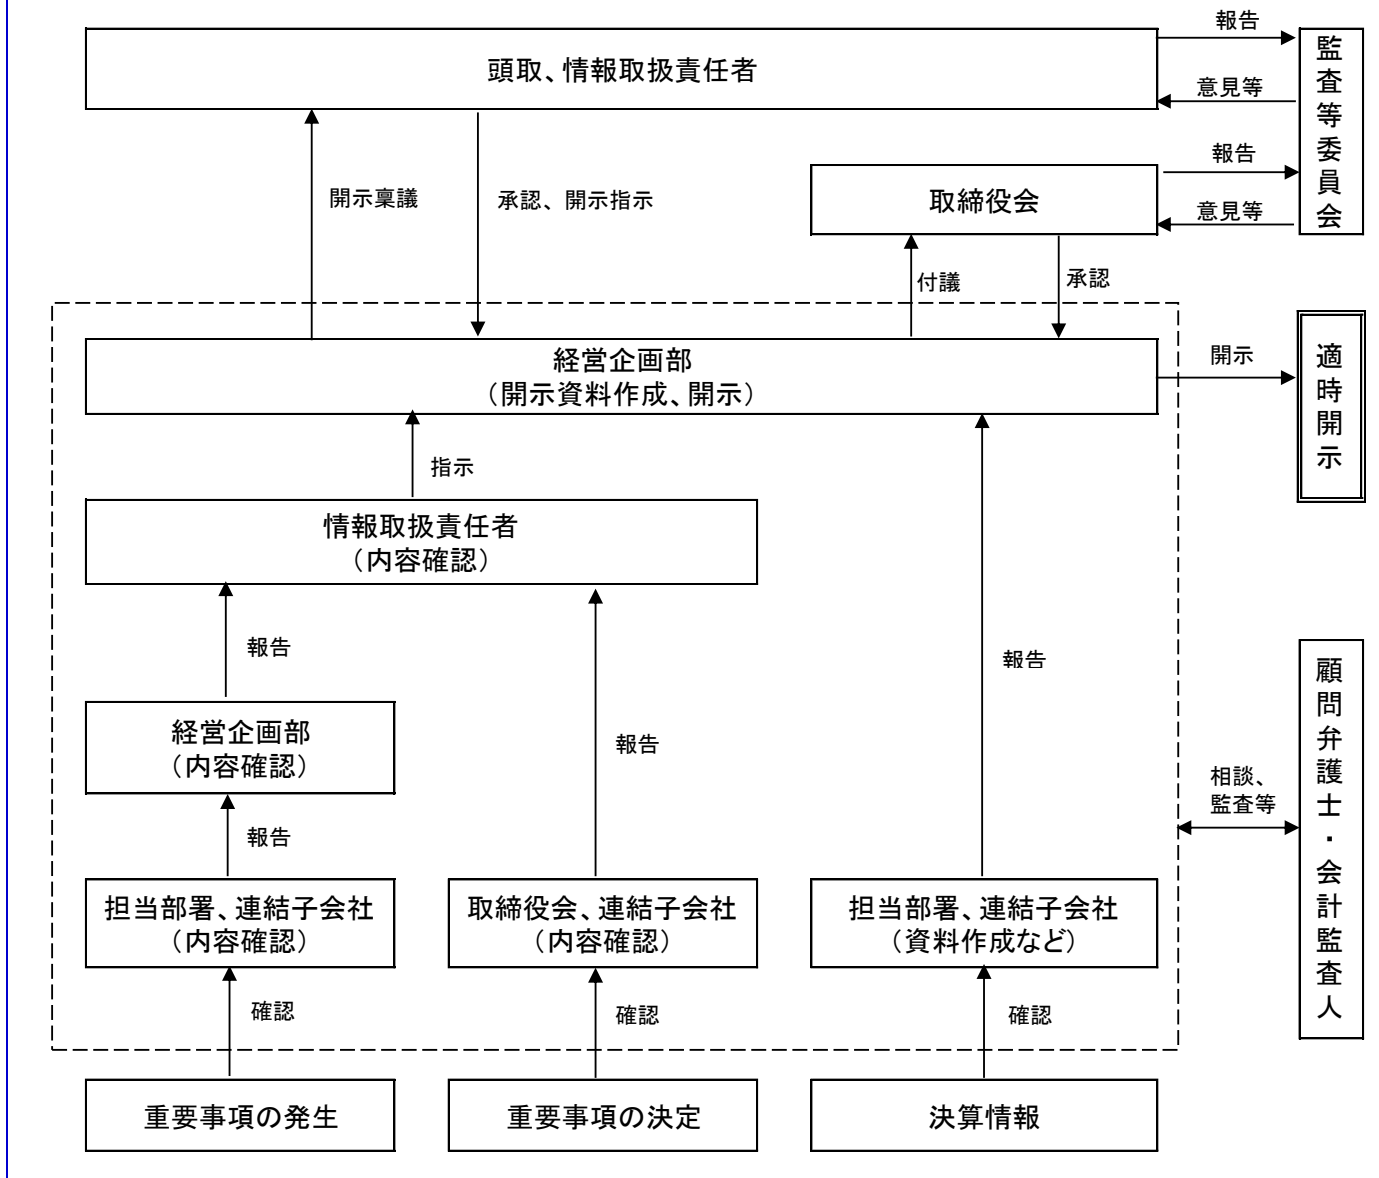 報告
頭取、情報取扱責任者
意見等
監査等委員会
報告
開示稟議
承認、開示指示
取締役会
意見等
付議
承認
経営企画部
（開示資料作成、開示）
開示
適時開示
指示
情報取扱責任者
（内容確認）
報告
報告
報告
経営企画部
（内容確認）
相談、
監査等
顧問弁護士・会計監査人
報告
担当部署、連結子会社
（内容確認）
取締役会、連結子会社
（内容確認）
担当部署、連結子会社
（資料作成など）
確認
確認
確認
重要事項の発生
重要事項の決定
決算情報